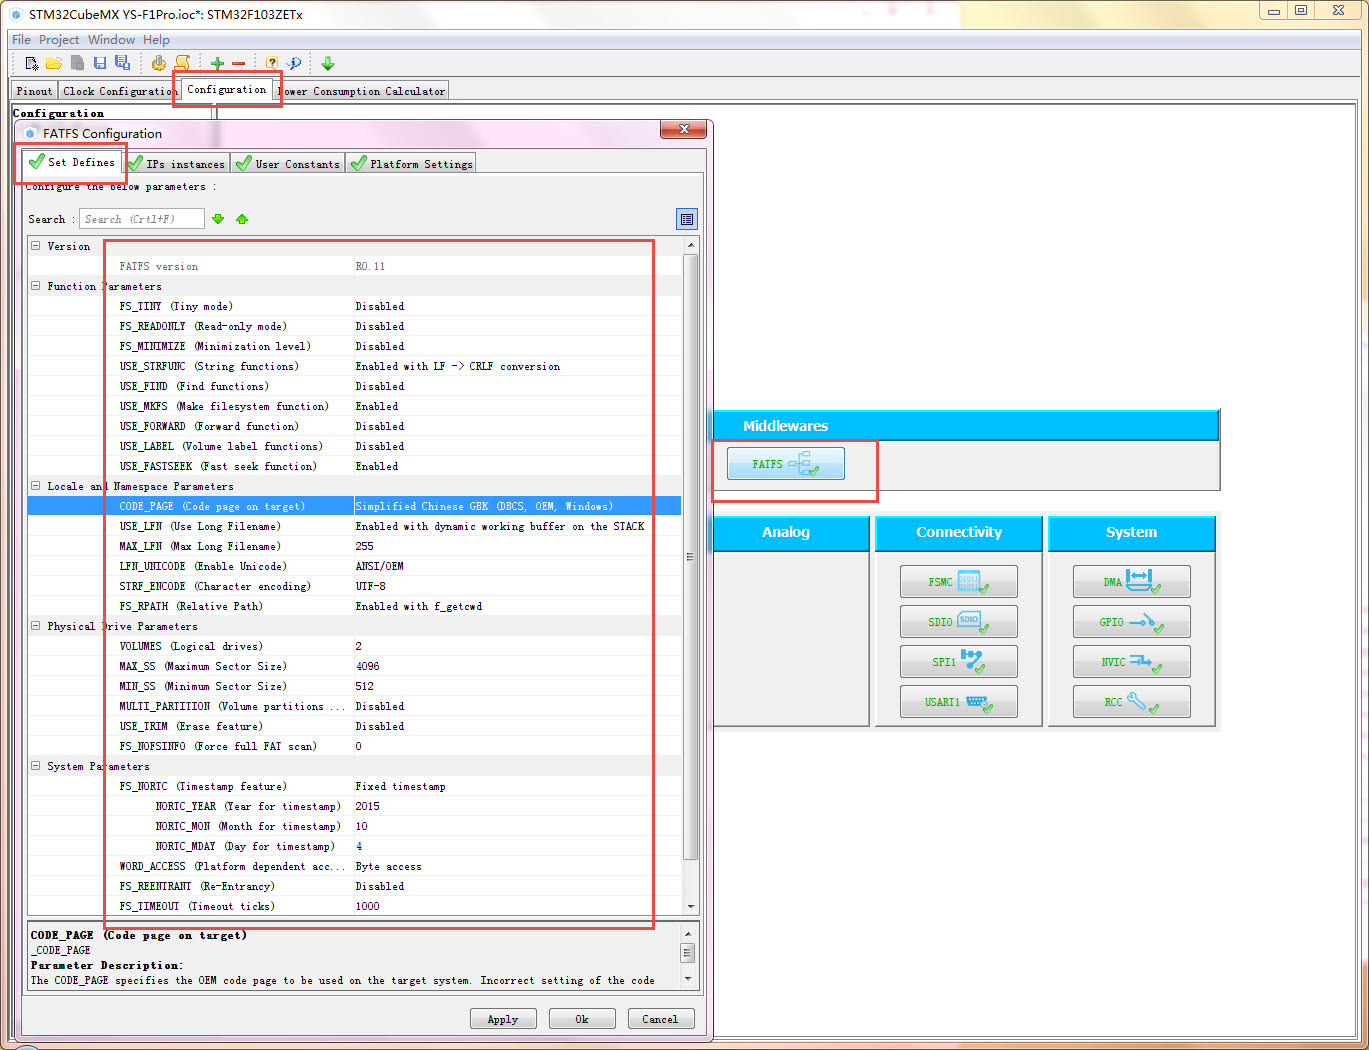 STM32CubeMX YS-F1Pro.ioc*: STM32F103ZETx
File Project Window Help
Pinout Clock Configuration Configuration Power Consumption Calculator
Configuration
FATFS Configuration
Set Defines IPs instances User Constants Platform Settings
Configure the below parameters :
Search : Search (Crtl+F)
Version
FATFS version R0.11
Function Parameters
FS_TINY (Tiny mode) Disabled
FS_READONLY (Read-only mode) Disabled
FS_MINIMIZE (Minimization level) Disabled
USE_STRFUNC (String functions) Enabled with LF -> CRLF conversion
USE_FIND (Find functions) Disabled
USE_MKFS (Make filesystem function) Enabled
USE_FORWARD (Forward function) Disabled
USE_LABEL (Volume label functions) Disabled
USE_FASTSEEK (Fast seek function) Enabled
Locale and Namespace Parameters
CODE_PAGE (Code page on target) Simplified Chinese GBK (DBCS, OEM, Windows)
USE_LFN (Use Long Filename) Enabled with dynamic working buffer on the STACK
MAX_LFN (Max Long Filename) 255
LFN_UNICODE (Enable Unicode) ANSI/OEM
STRF_ENCODE (Character encoding) UTF-8
FS_RPATH (Relative Path) Enabled with f_getcwd
Physical Drive Parameters
VOLUMES (Logical drives) 2
MAX_SS (Maximum Sector Size) 4096
MIN_SS (Minimum Sector Size) 512
MULTI_PARTITION (Volume partitions ... Disabled
USE_TRIM (Erase feature) Disabled
FS_NOFSINFO (Force full FAT scan) 0
System Parameters
FS_NORTC (Timestamp feature) Fixed timestamp
NORTC_YEAR (Year for timestamp) 2015
NORTC_MON (Month for timestamp) 10
NORTC_MDAY (Day for timestamp) 4
WORD_ACCESS (Platform dependent acc... Byte access
FS_REENTRANT (Re-Entrancy) Disabled
FS_TIMEOUT (Timeout ticks) 1000
CODE_PAGE (Code page on target)
_CODE_PAGE
Parameter Description:
The CODE_PAGE specifies the OEM code page to be used on the target system. Incorrect setting of the code
Apply Ok Cancel
Middlewares
FATFS
Analog Connectivity System
FSMC DMA
SDIO SDIO GPIO
SPI1 NVIC
USART1 RCC